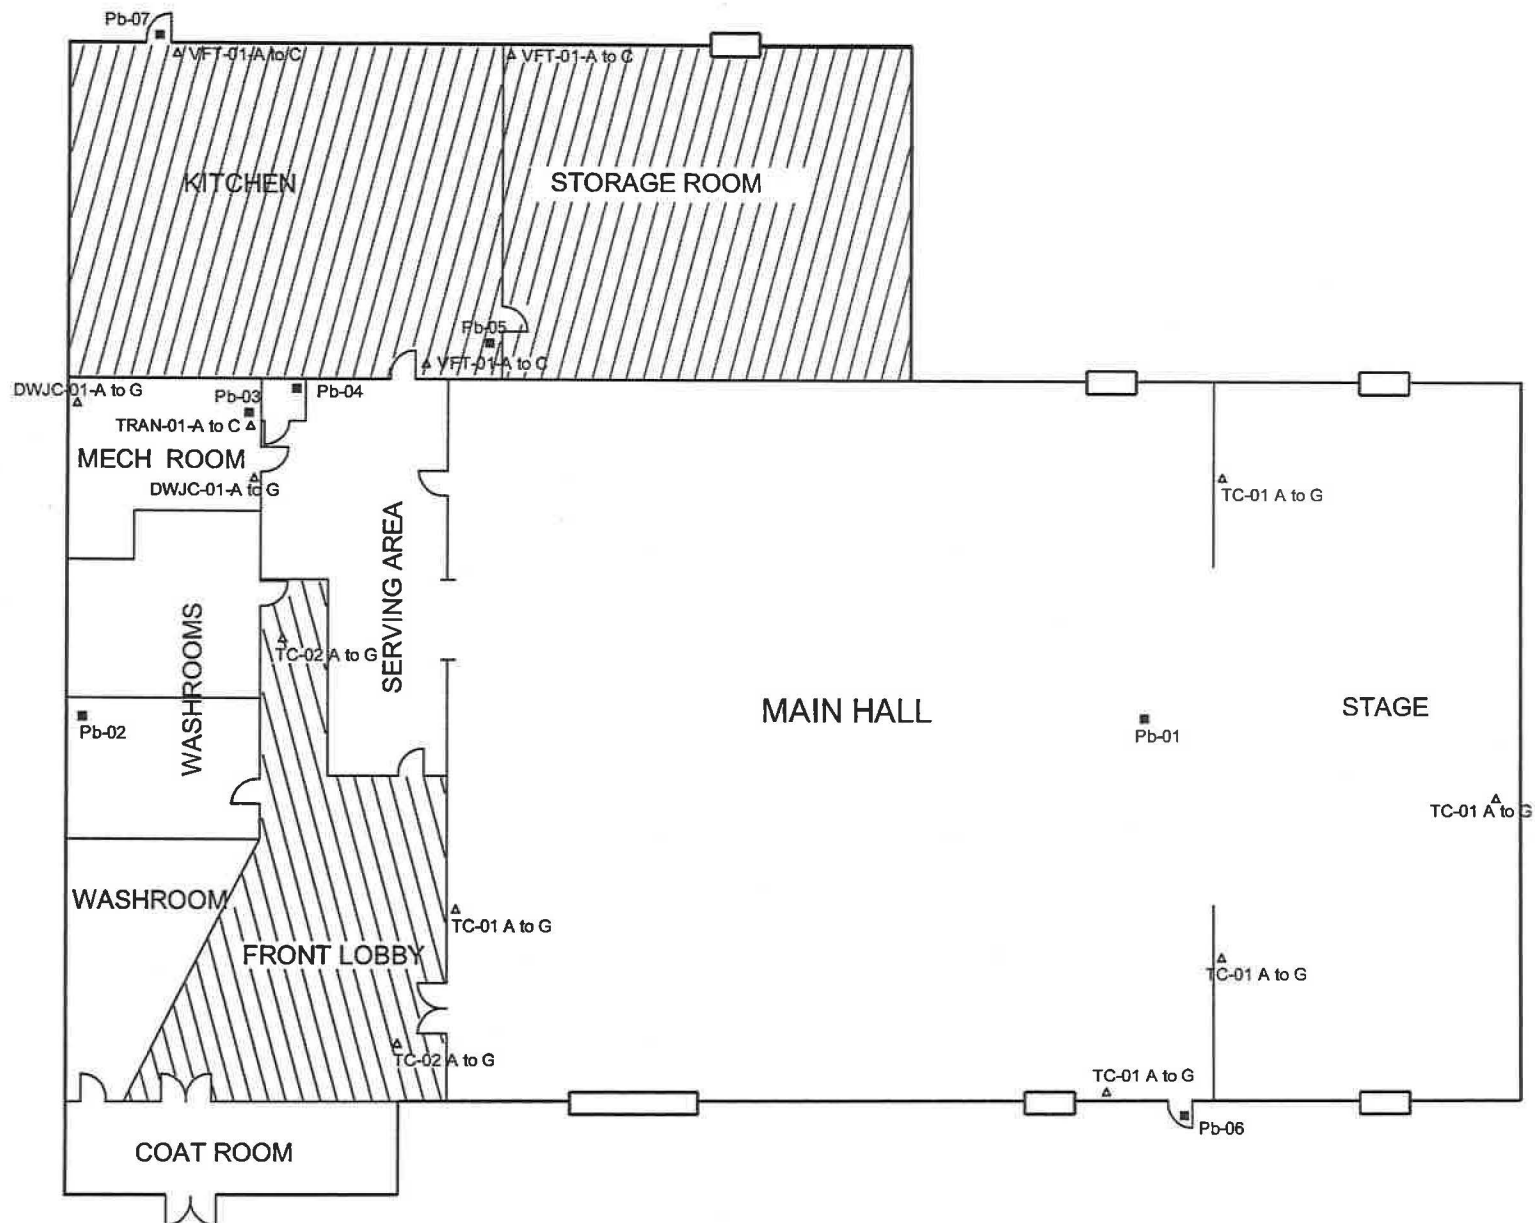 Pb-07
VFT-01-A to C
VFT-01-A to C
KITCHEN
STORAGE ROOM
Pb-05
VFT-01-A to C
DWJC-01-A to G
Pb-03
Pb-04
TRAN-01-A to C
MECH ROOM
DWJC-01-A to G
TC-01 A to G
SERVING AREA
WASHROOMS
TC-02 A to G
MAIN HALL
STAGE
Pb-02
Pb-01
TC-01 A to G
WASHROOM
TC-01 A to G
FRONT LOBBY
TC-01 A to G
TC-02 A to G
TC-01 A to G
Pb-06
COAT ROOM